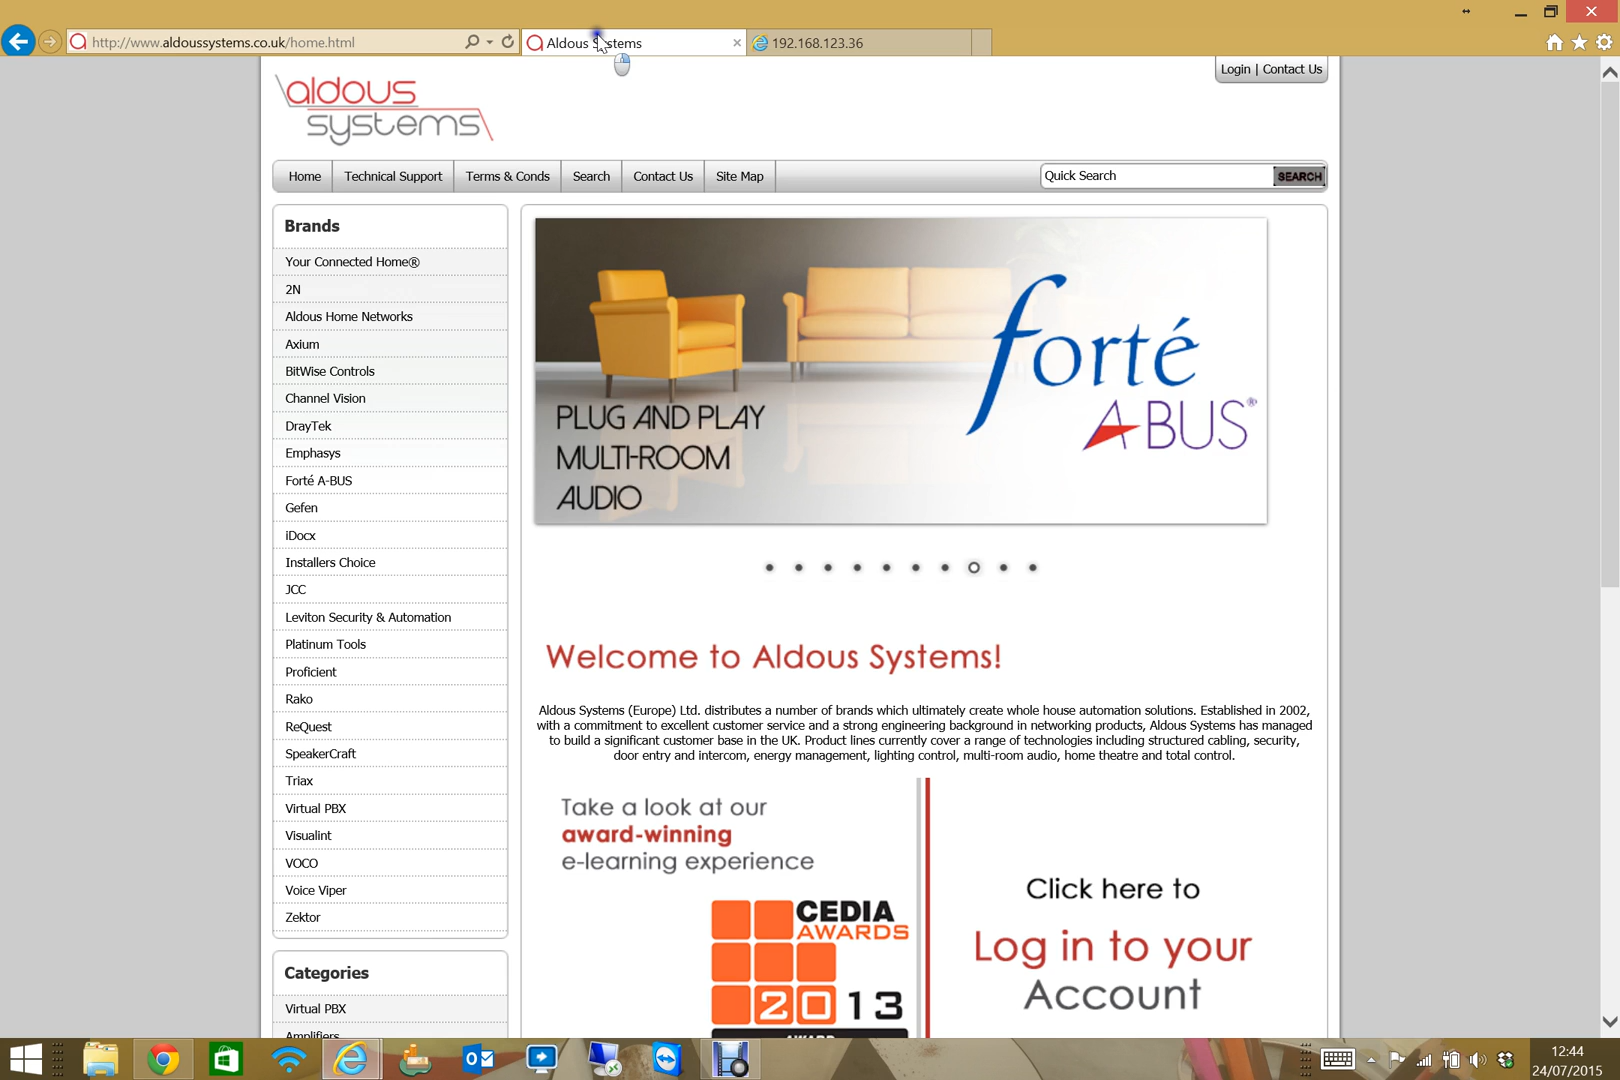 http://www.aldoussystems.co.uk/home.html
Aldous Systems
192.168.123.36
Login | Contact Us
aldous
systems
Home
Technical Support
Terms & Conds
Search
Contact Us
Site Map
Quick Search
SEARCH
Brands
Your Connected Home®
2N
Aldous Home Networks
Axium
BitWise Controls
Channel Vision
DrayTek
Emphasys
Forté A-BUS
Gefen
iDocx
Installers Choice
JCC
Leviton Security & Automation
Platinum Tools
Proficient
Rako
ReQuest
SpeakerCraft
Triax
Virtual PBX
Visualint
VOCO
Voice Viper
Zektor
Categories
Virtual PBX
Amplifiers
PLUG AND PLAY
MULTI-ROOM
AUDIO
forté
A-BUS®
Welcome to Aldous Systems!
Aldous Systems (Europe) Ltd. distributes a number of brands which ultimately create whole house automation solutions. Established in 2002,
with a commitment to excellent customer service and a strong engineering background in networking products, Aldous Systems has managed
to build a significant customer base in the UK. Product lines currently cover a range of technologies including structured cabling, security,
door entry and intercom, energy management, lighting control, multi-room audio, home theatre and total control.
Take a look at our
award-winning
e-learning experience
CEDIA
AWARDS
2013
Click here to
Log in to your
Account
12:44
24/07/2015